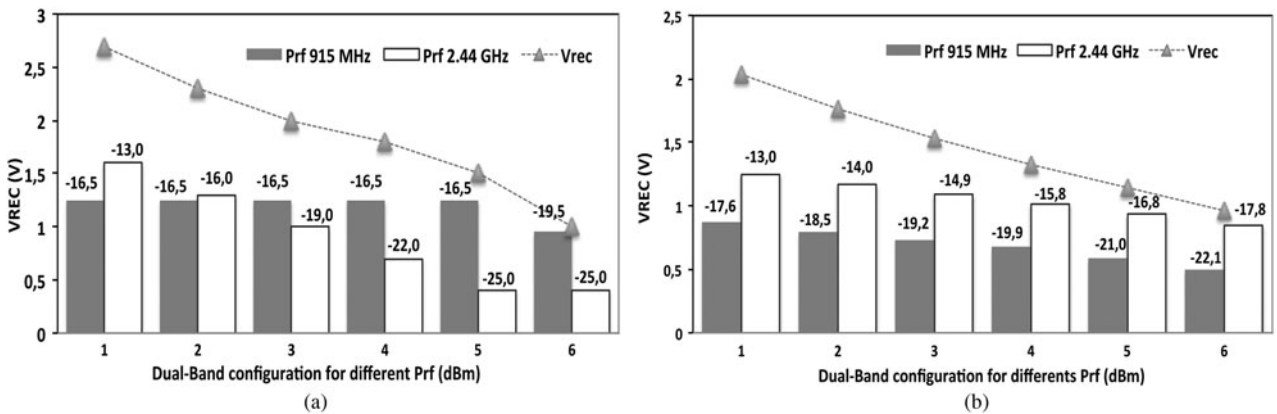 3
2,5
2
1,5
1
0,5
0
VREC (V)
Prf 915 MHz Prf 2.44 GHz Vrec
-16,5 -13,0 -16,5 -16,0 -16,5 -19,0 -16,5 -22,0 -16,5 -25,0 -19,5 -25,0
1 2 3 4 5 6
Dual-Band configuration for different Prf (dBm)
(a)
2,5
2
1,5
1
0,5
0
VREC (V)
Prf 915 MHz Prf 2.44 GHz Vrec
-17,6 -13,0 -18,5 -14,0 -19,2 -14,9 -19,9 -15,8 -21,0 -16,8 -22,1 -17,8
1 2 3 4 5 6
Dual-Band configuration for differents Prf (dBm)
(b)